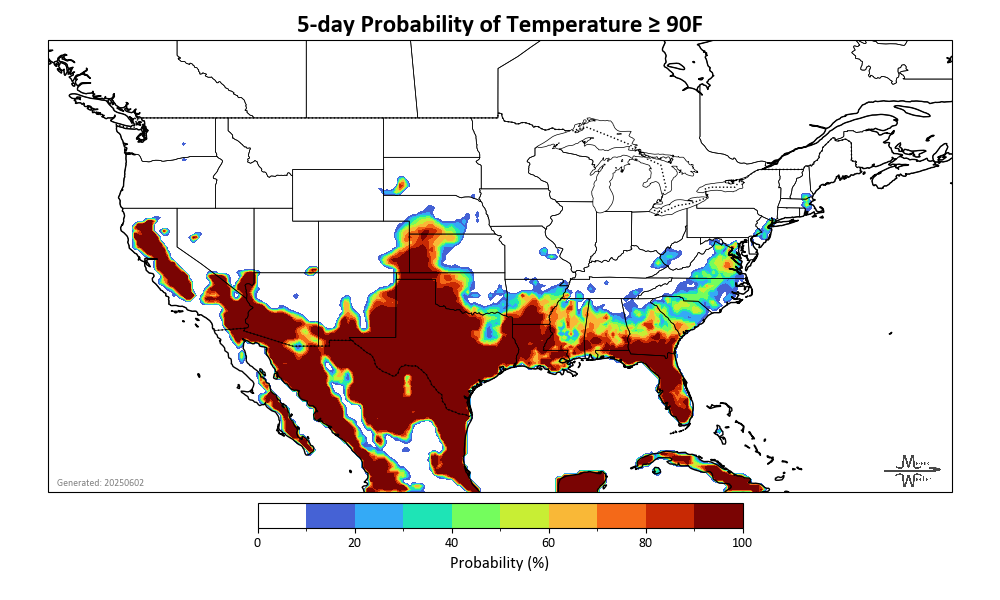 5-day Probability of Temperature ≥ 90F
Generated: 20250602
0 20 40 60 80 100
Probability (%)